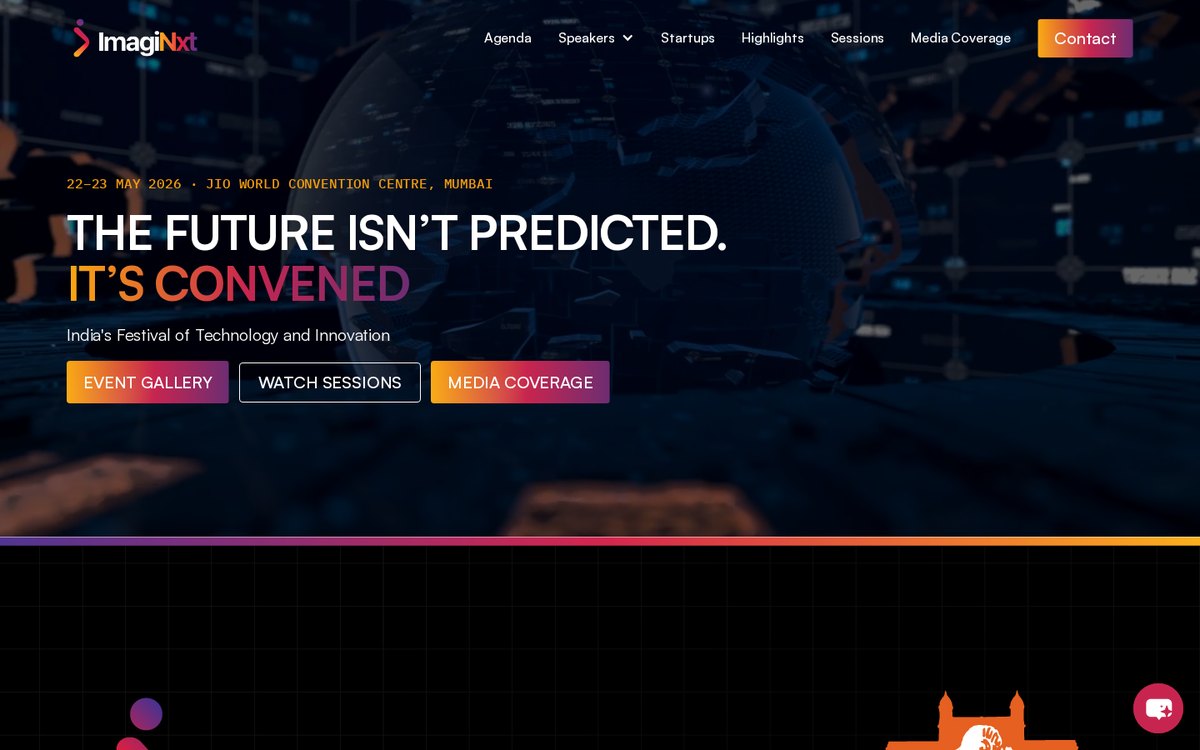 ImagiNxt
Agenda
Speakers
Startups
Highlights
Sessions
Media Coverage
Contact
22–23 MAY 2026 · JIO WORLD CONVENTION CENTRE, MUMBAI
THE FUTURE ISN’T PREDICTED.
IT’S CONVENED
India's Festival of Technology and Innovation
EVENT GALLERY
WATCH SESSIONS
MEDIA COVERAGE